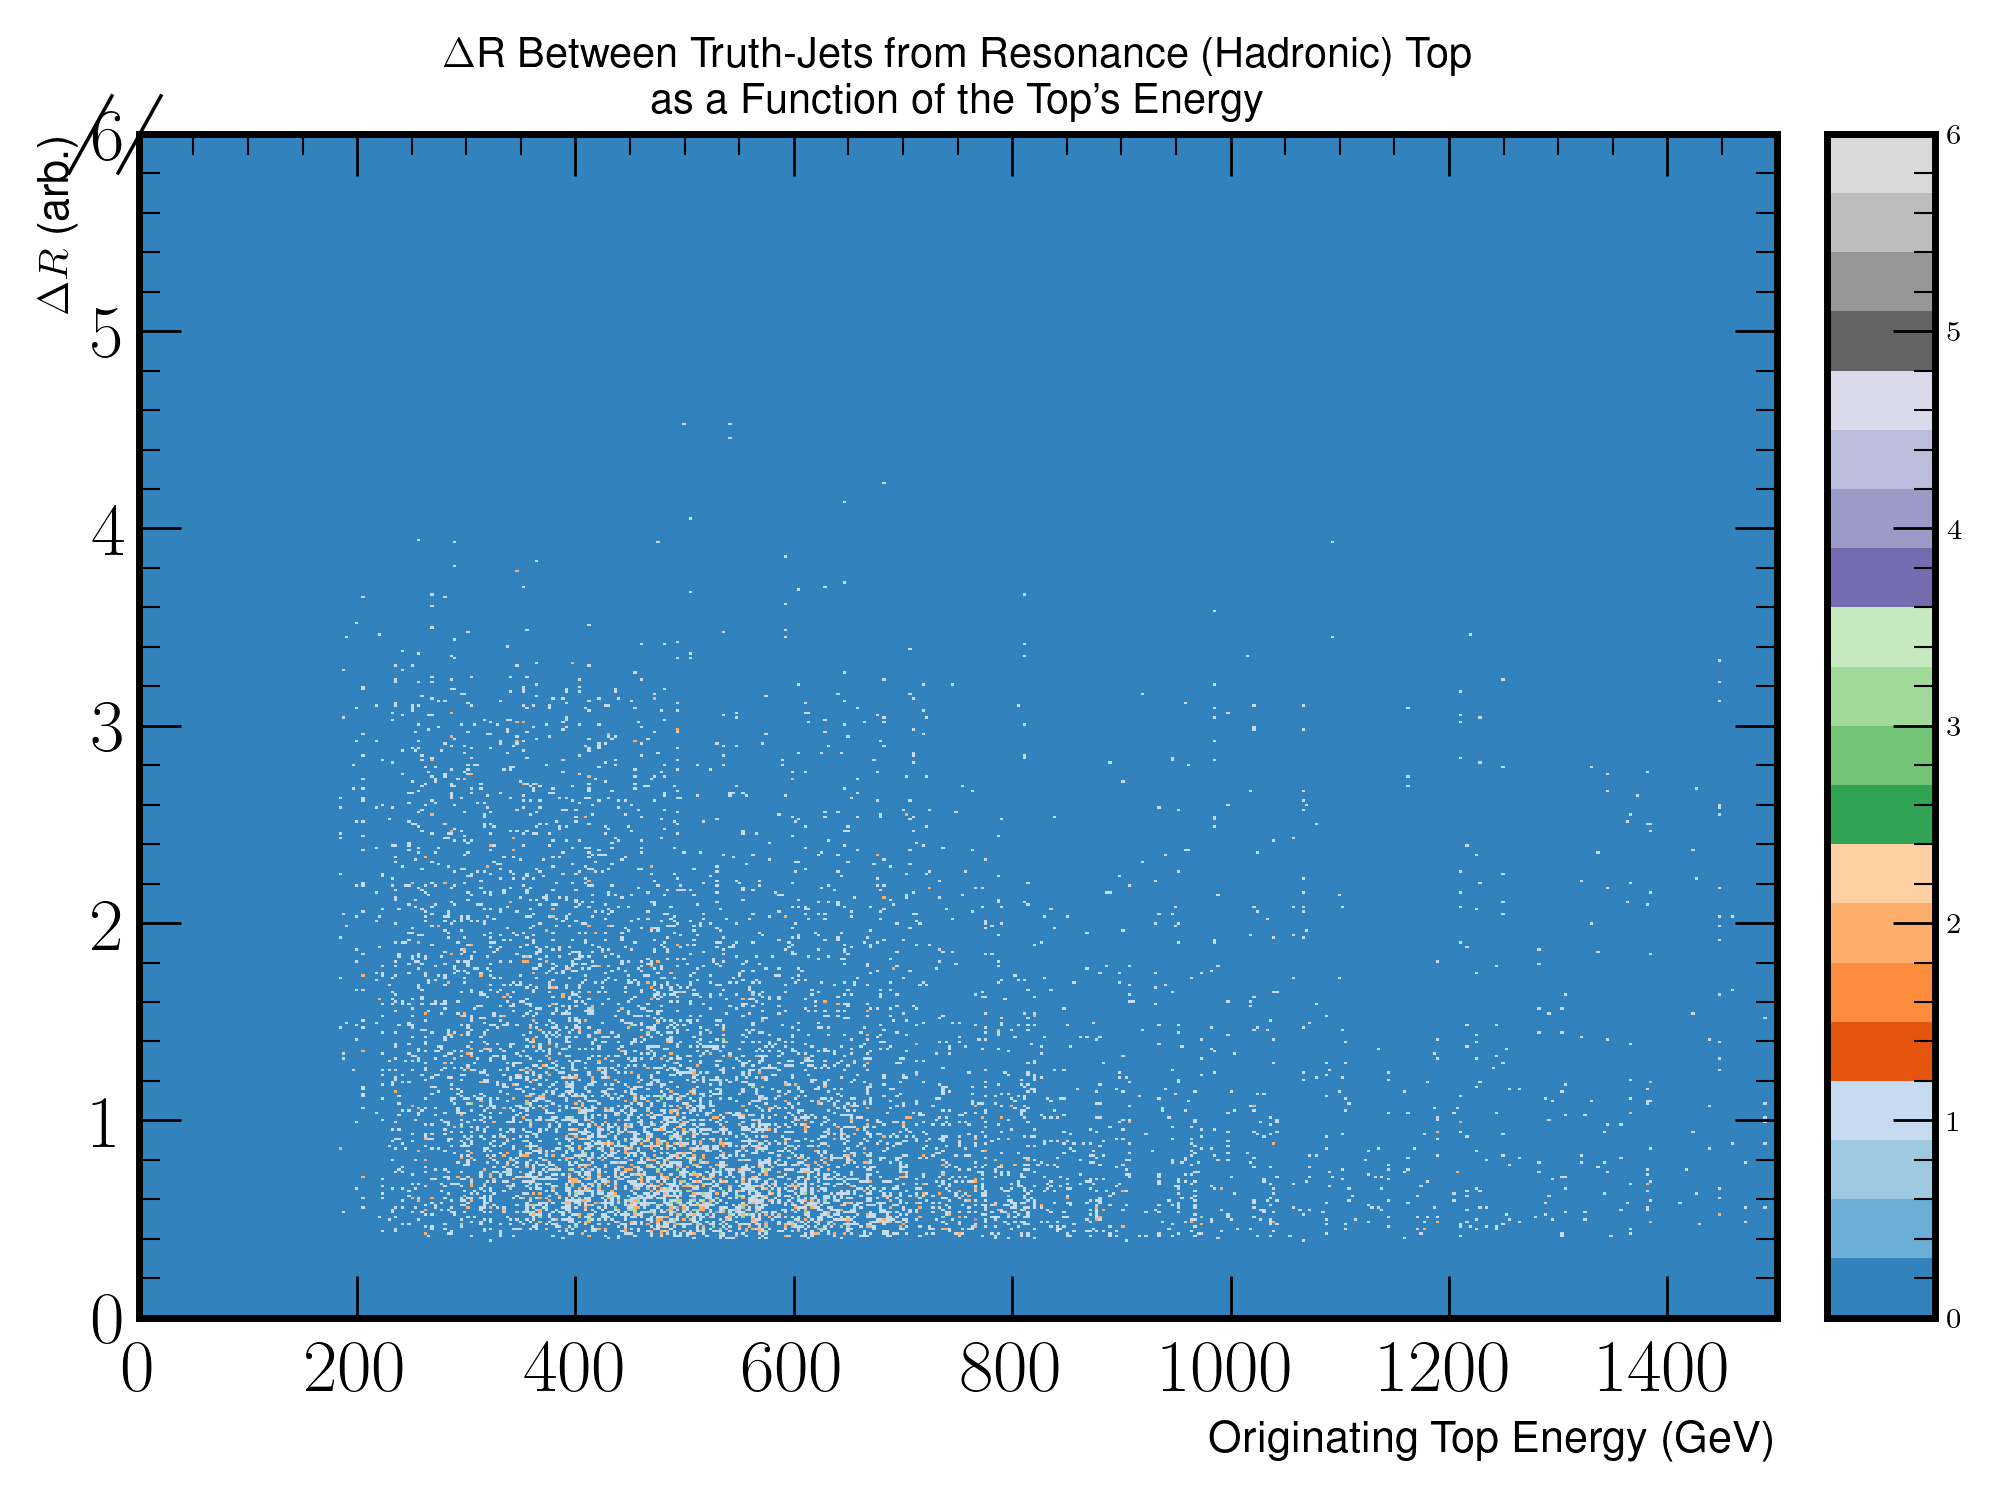 ΔR Between Truth-Jets from Resonance (Hadronic) Top
as a Function of the Top’s Energy
ΔR (arb.)
6
5
4
3
2
1
0
0 200 400 600 800 1000 1200 1400
Originating Top Energy (GeV)
6
5
4
3
2
1
0